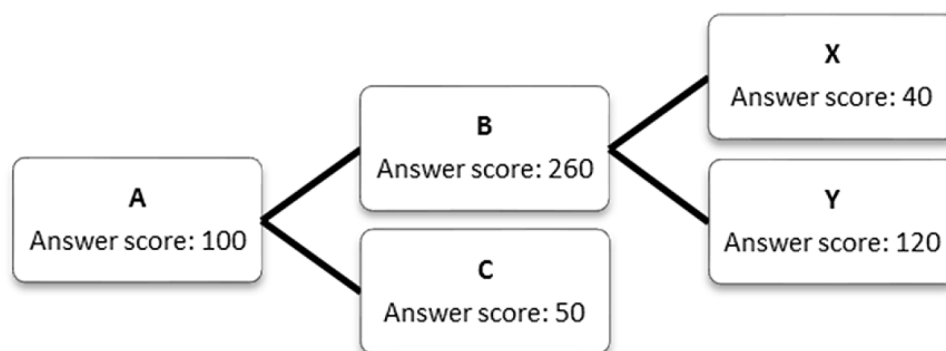 A
Answer score: 100
B
Answer score: 260
C
Answer score: 50
X
Answer score: 40
Y
Answer score: 120